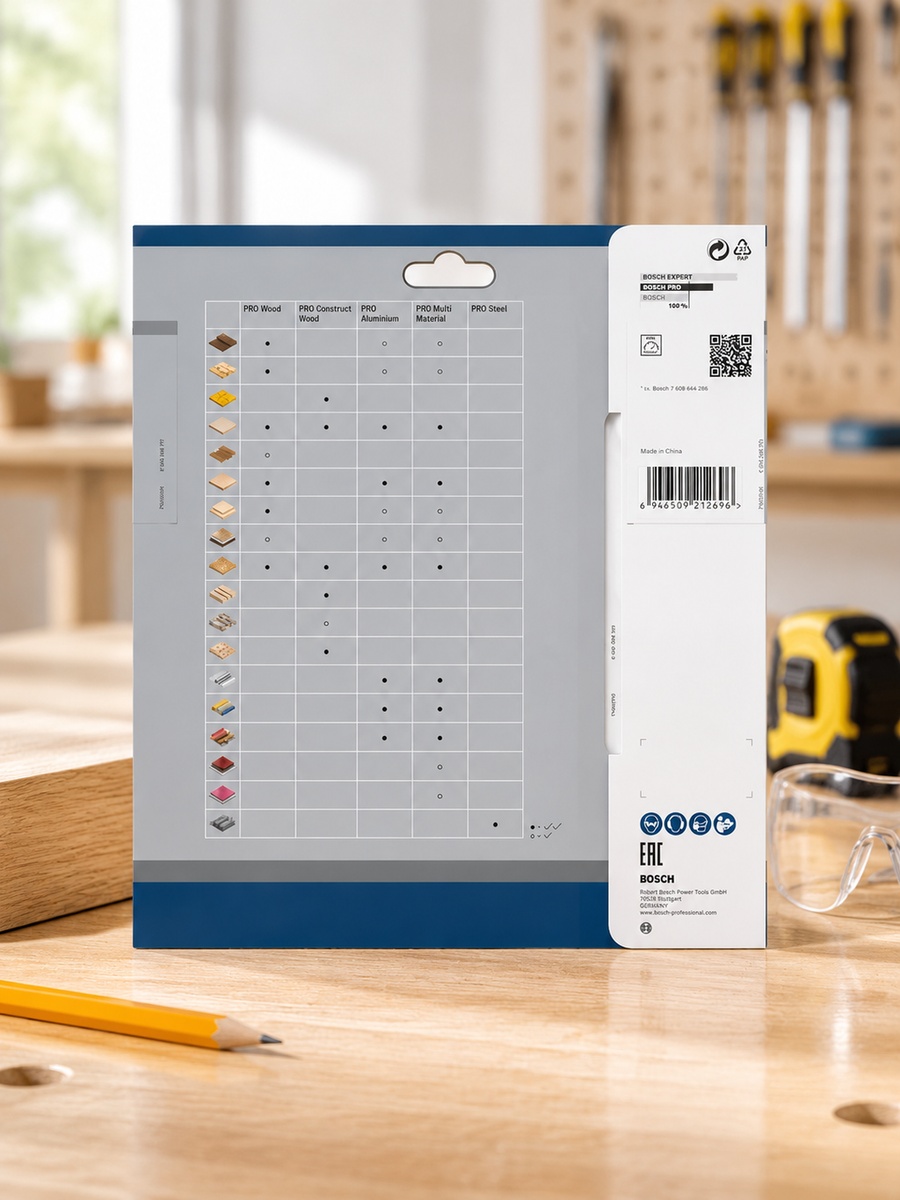 PRO Wood
PRO Construct Wood
PRO Aluminium
PRO Multi Material
PRO Steel
21
PAP
BOSCH EXPERT
BOSCH PRO
BOSCH
100 %
Made in China
6 946509 212696 >
EAC
BOSCH
Robert Bosch Power Tools GmbH
70538 Stuttgart
GERMANY
www.bosch-professional.com